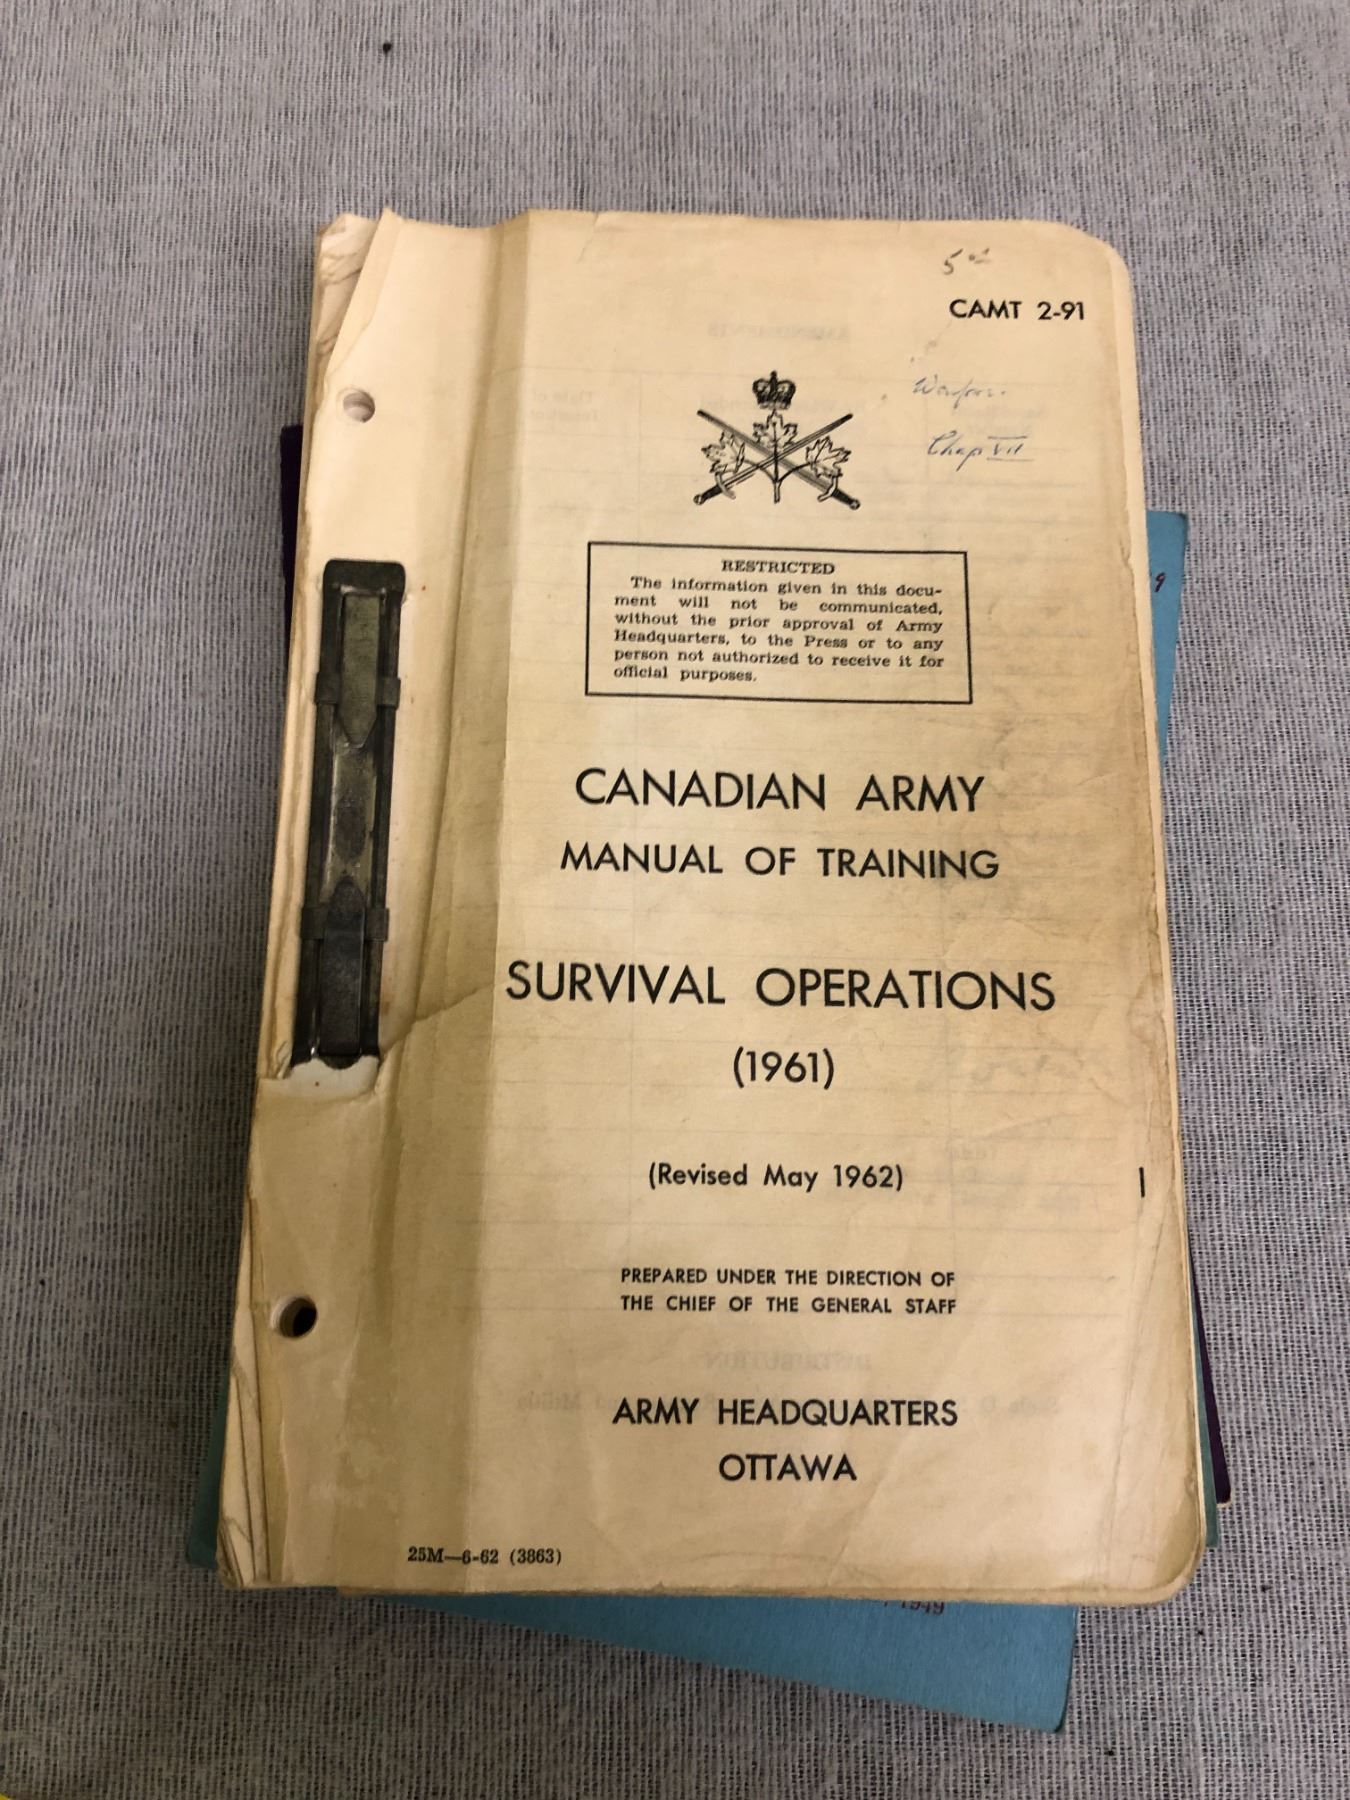 CAMT 2-91
Chap VII
RESTRICTED
The information given in this docu-
ment will not be communicated,
without the prior approval of Army
Headquarters, to the Press or to any
person not authorized to receive it for
official purposes.
CANADIAN ARMY
MANUAL OF TRAINING
SURVIVAL OPERATIONS
(1961)
(Revised May 1962)
PREPARED UNDER THE DIRECTION OF
THE CHIEF OF THE GENERAL STAFF
ARMY HEADQUARTERS
OTTAWA
25M—6-62 (3863)
1949